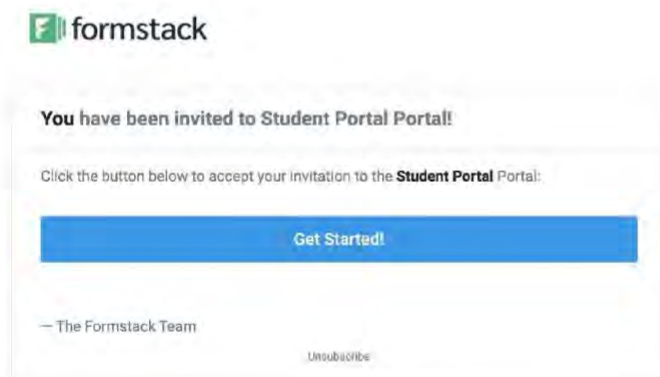 formstack
You have been invited to Student Portal Portal!
Click the button below to accept your invitation to the Student Portal Portal:
Get Started!
— The Formstack Team
Unsubscribe